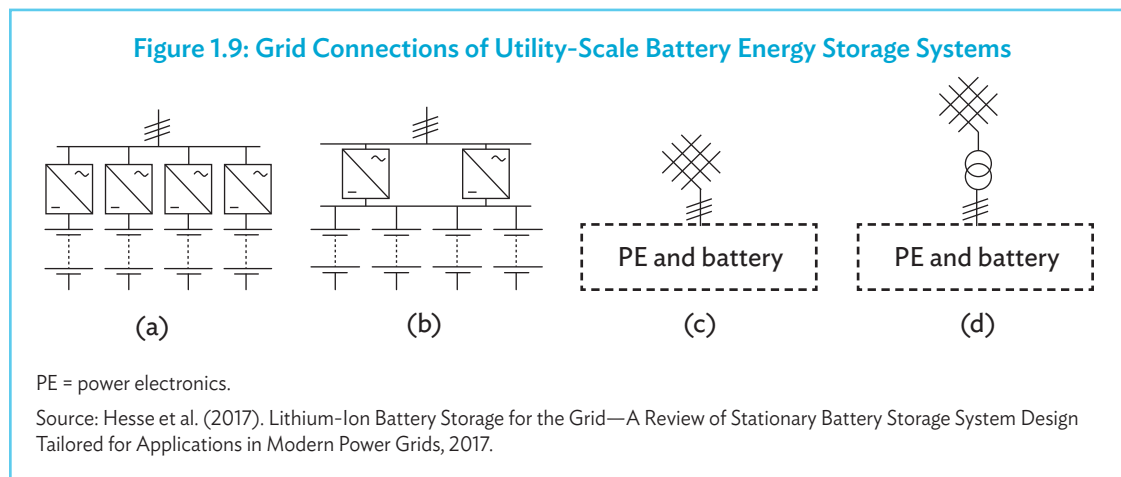 Figure 1.9: Grid Connections of Utility-Scale Battery Energy Storage Systems
PE and battery
PE and battery
(a)
(b)
(c)
(d)
PE = power electronics.
Source: Hesse et al. (2017). Lithium-Ion Battery Storage for the Grid—A Review of Stationary Battery Storage System Design
Tailored for Applications in Modern Power Grids, 2017.